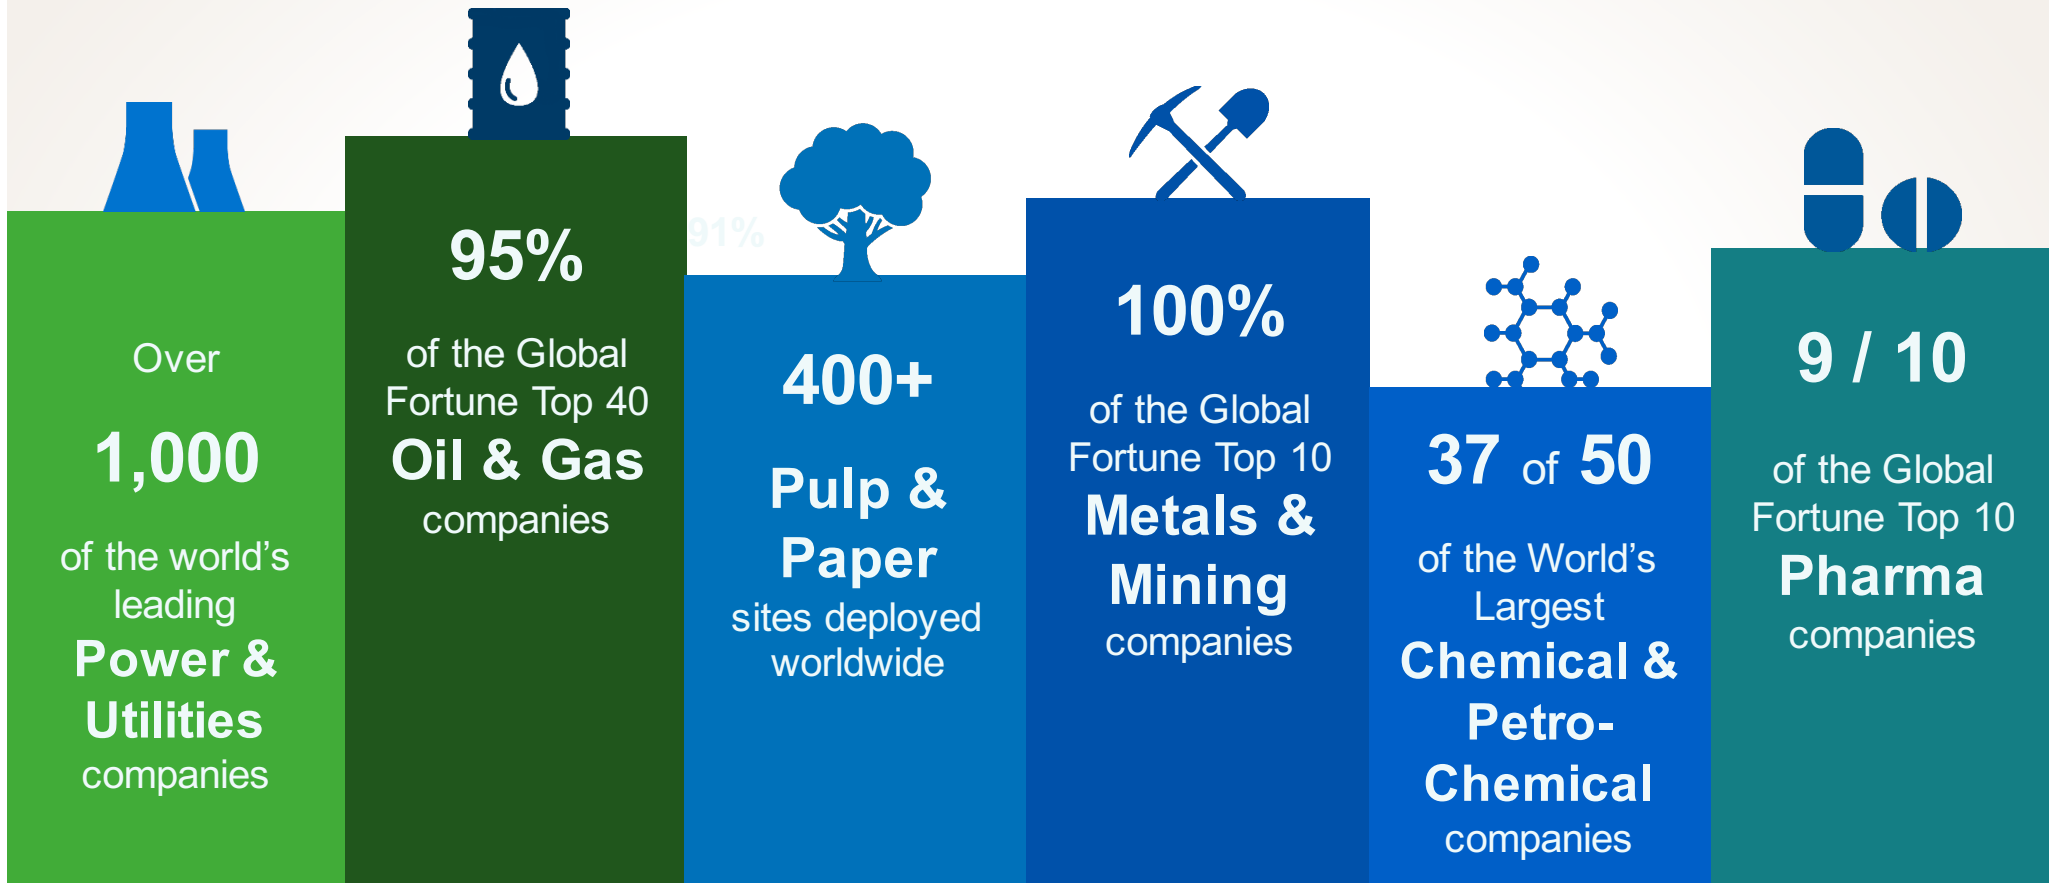 Over
1,000
of the world's
leading
Power &
Utilities
companies
95%
of the Global
Fortune Top 40
Oil & Gas
companies
91%
400+
Pulp &
Paper
sites deployed
worldwide
100%
of the Global
Fortune Top 10
Metals &
Mining
companies
37 of 50
of the World's
Largest
Chemical &
Petro-
Chemical
companies
9 / 10
of the Global
Fortune Top 10
Pharma
companies